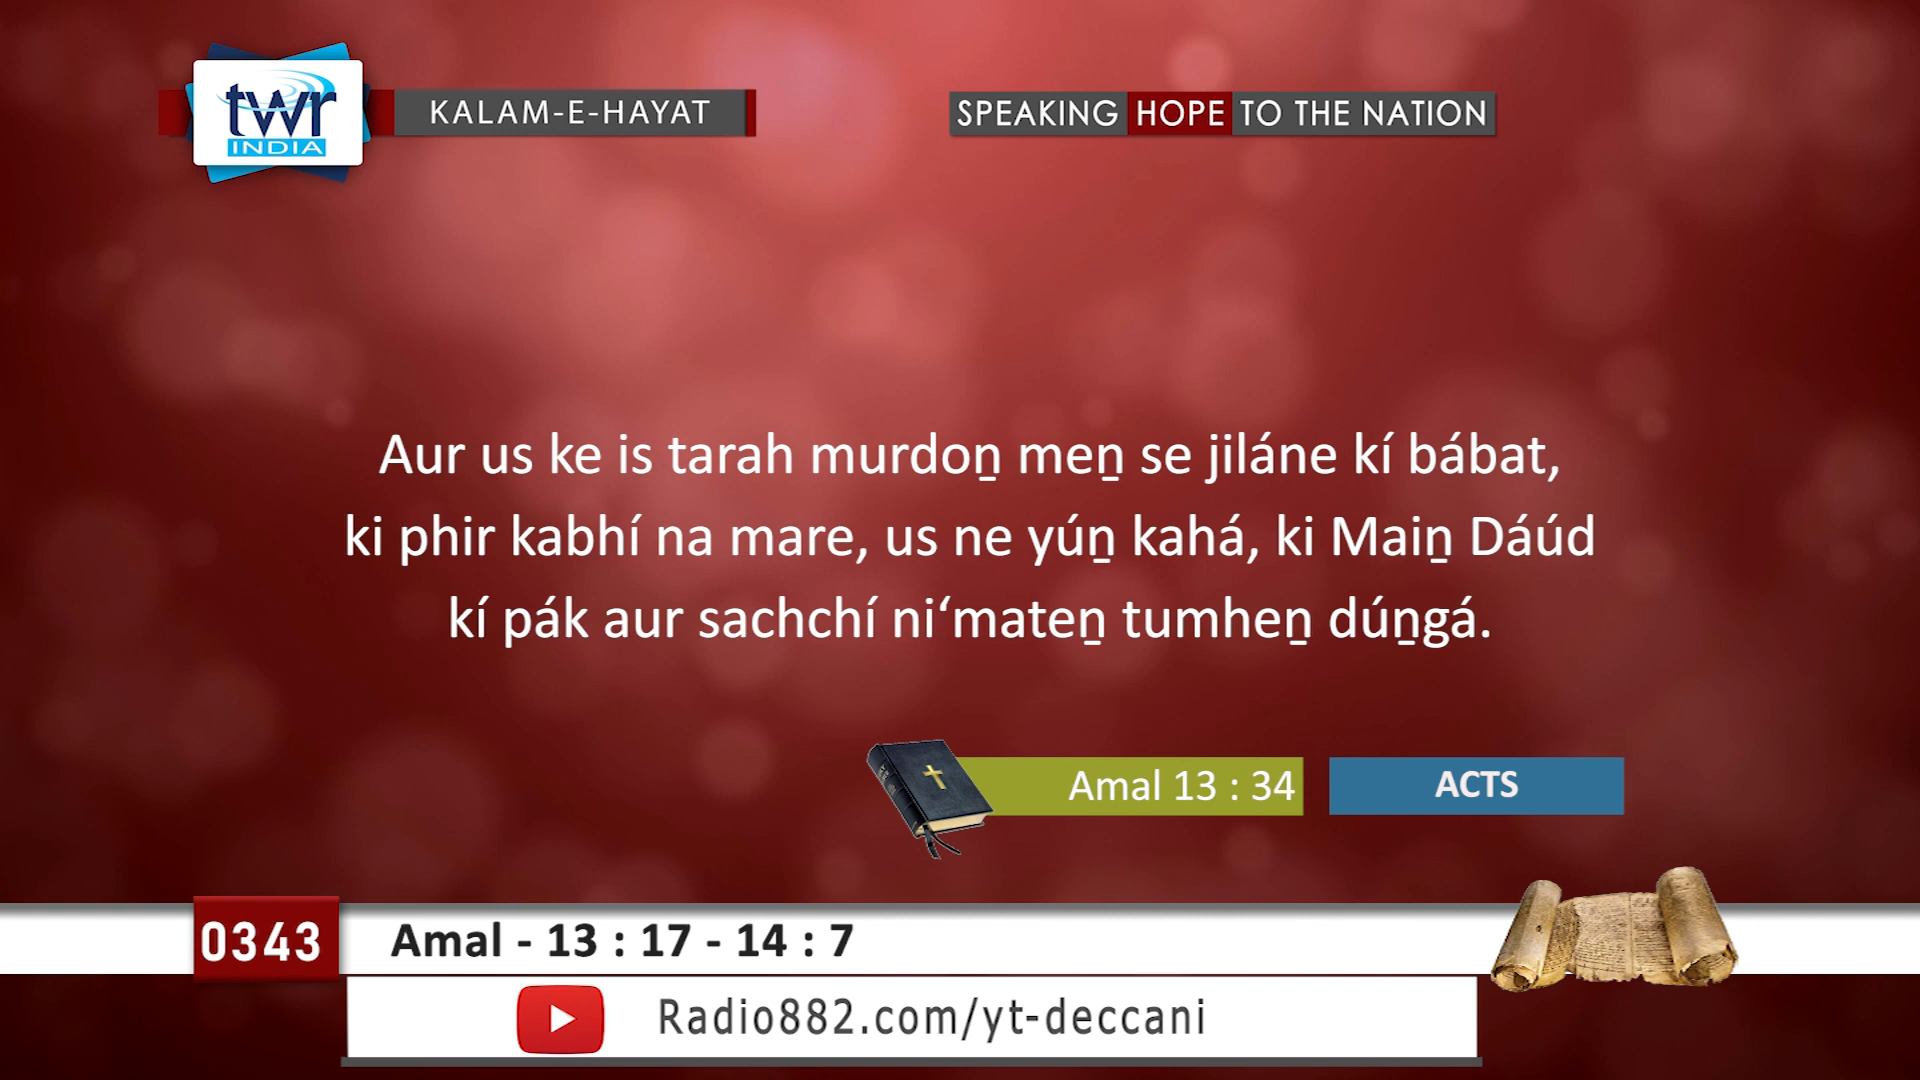 twr
INDIA
KALAM-E-HAYAT
SPEAKING HOPE TO THE NATION
Aur us ke is tarah murdoṉ meṉ se jiláne kí bábat,
ki phir kabhí na mare, us ne yúṉ kahá, ki Maiṉ Dáúd
kí pák aur sachchí ni‘mateṉ tumheṉ dúṉgá.
Amal 13 : 34
ACTS
0343
Amal - 13 : 17 - 14 : 7
Radio882.com/yt-deccani